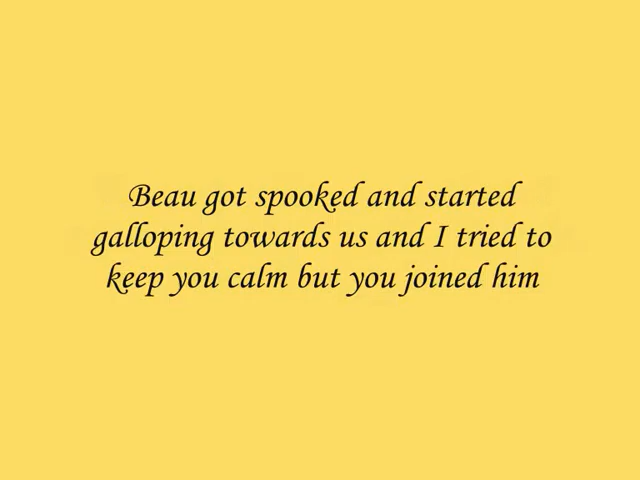 Beau got spooked and started
galloping towards us and I tried to
keep you calm but you joined him